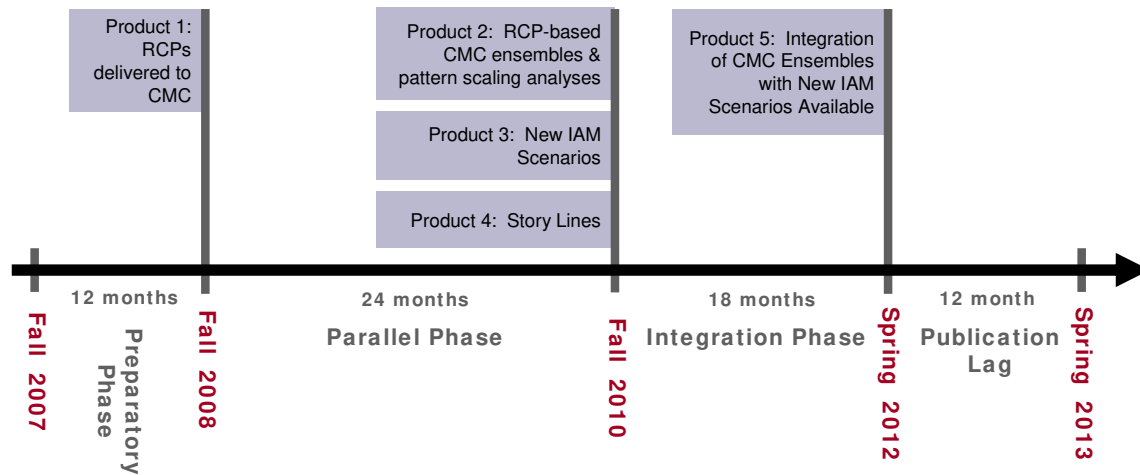 Product 1:
RCPs
delivered to
CMC
Product 2:  RCP-based
CMC ensembles &
pattern scaling analyses
Product 3:  New IAM
Scenarios
Product 4:  Story Lines
Product 5:  Integration
of CMC Ensembles
with New IAM
Scenarios Available
12 months
24 months
18 months
12 month
Preparatory
Phase
Parallel Phase
Integration Phase
Publication
Lag
Fall 2007
Fall 2008
Fall 2010
Spring 2012
Spring 2013